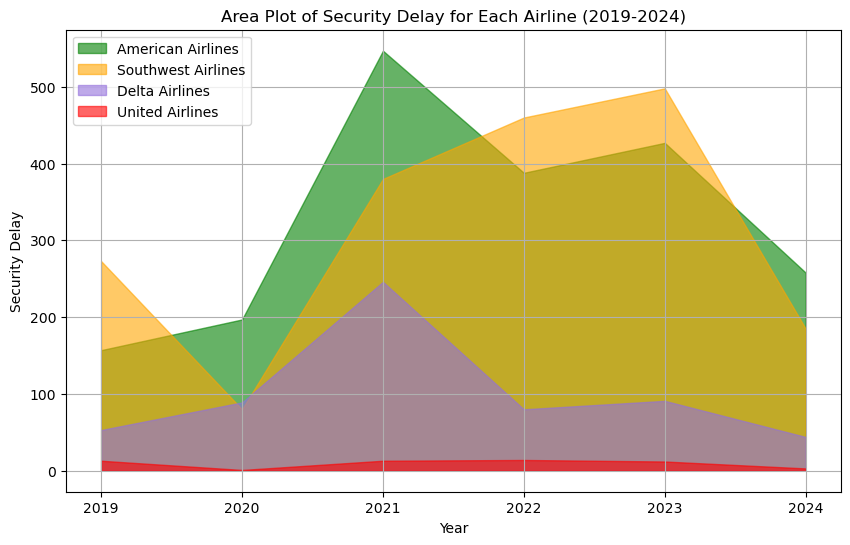 Area Plot of Security Delay for Each Airline (2019-2024)
American Airlines
Southwest Airlines
Delta Airlines
United Airlines
500
400
300
200
100
0
Security Delay
2019 2020 2021 2022 2023 2024
Year